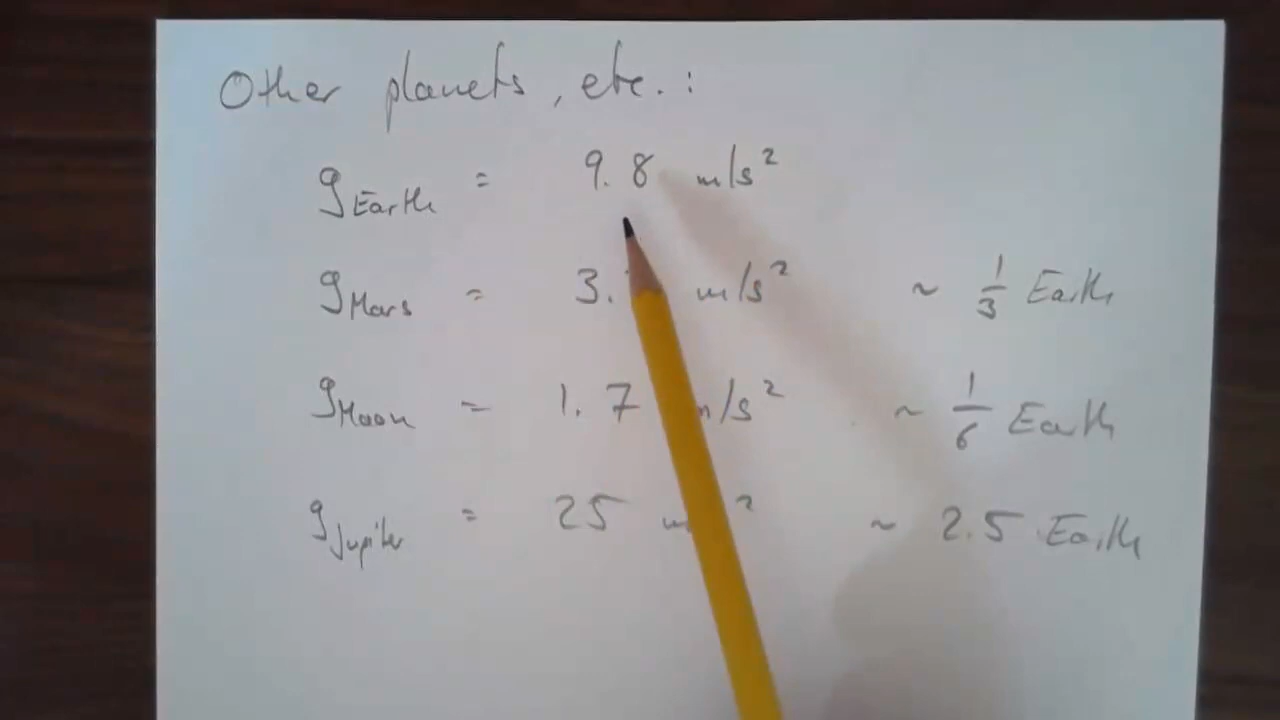 Other planets, etc.:
g Earth = 9.8 m/s²
g Mars = 3. m/s² ~ 1/3 Earth
g Moon = 1.7 m/s² ~ 1/6 Earth
g Jupiter = 25 m 2 ~ 2.5 Earth